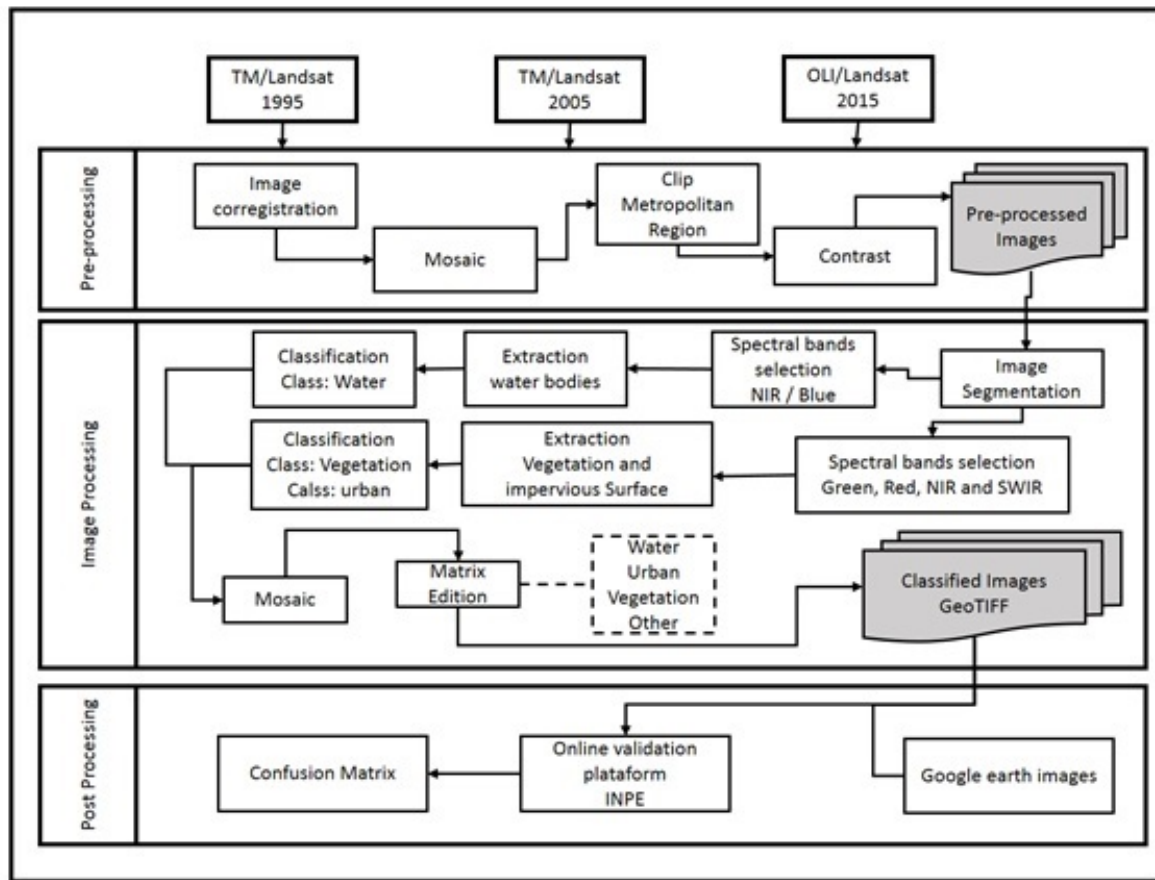 TM/Landsat
1995
TM/Landsat
2005
OLI/Landsat
2015
Pre-processing
Image
corregistration
Mosaic
Clip
Metropolitan
Region
Contrast
Pre-processed
Images
Image Processing
Classification
Class: Water
Extraction
water bodies
Spectral bands
selection
NIR / Blue
Image
Segmentation
Classification
Class: Vegetation
Calss: urban
Extraction
Vegetation and
impervious Surface
Spectral bands selection
Green, Red, NIR and SWIR
Mosaic
Matrix
Edition
Water
Urban
Vegetation
Other
Classified Images
GeoTIFF
Post Processing
Confusion Matrix
Online validation
plataform
INPE
Google earth images